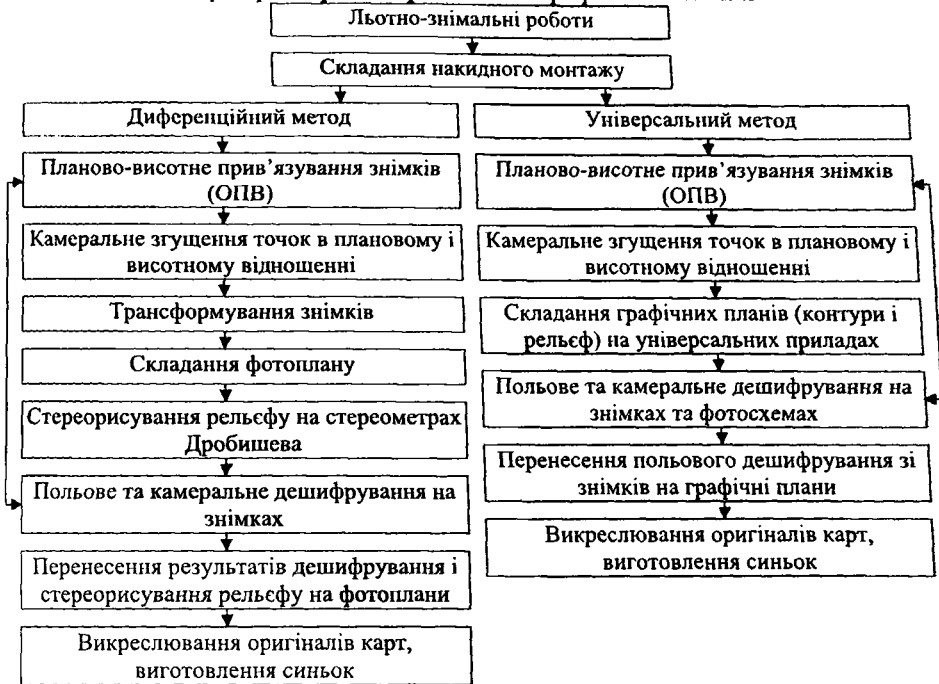 Льотно-знімальні роботи
Складання накидного монтажу
Диференційний метод
Планово-висотне прив’язування знімків
(ОПВ)
Камеральне згущення точок в плановому і
висотному відношенні
Трансформування знімків
Складання фотоплану
Стереорисування рельєфу на стереометрах
Дробишева
Польове та камеральне дешифрування на
знімках
Перенесення результатів дешифрування і
стереорисування рельєфу на фотоплани
Викреслювання оригіналів карт,
виготовлення синьок
Універсальний метод
Планово-висотне прив’язування знімків
(ОПВ)
Камеральне згущення точок в плановому і
висотному відношенні
Складання графічних планів (контури і
рельєф) на універсальних приладах
Польове та камеральне дешифрування на
знімках та фотосхемах
Перенесення польового дешифрування зі
знімків на графічні плани
Викреслювання оригіналів карт,
виготовлення синьок